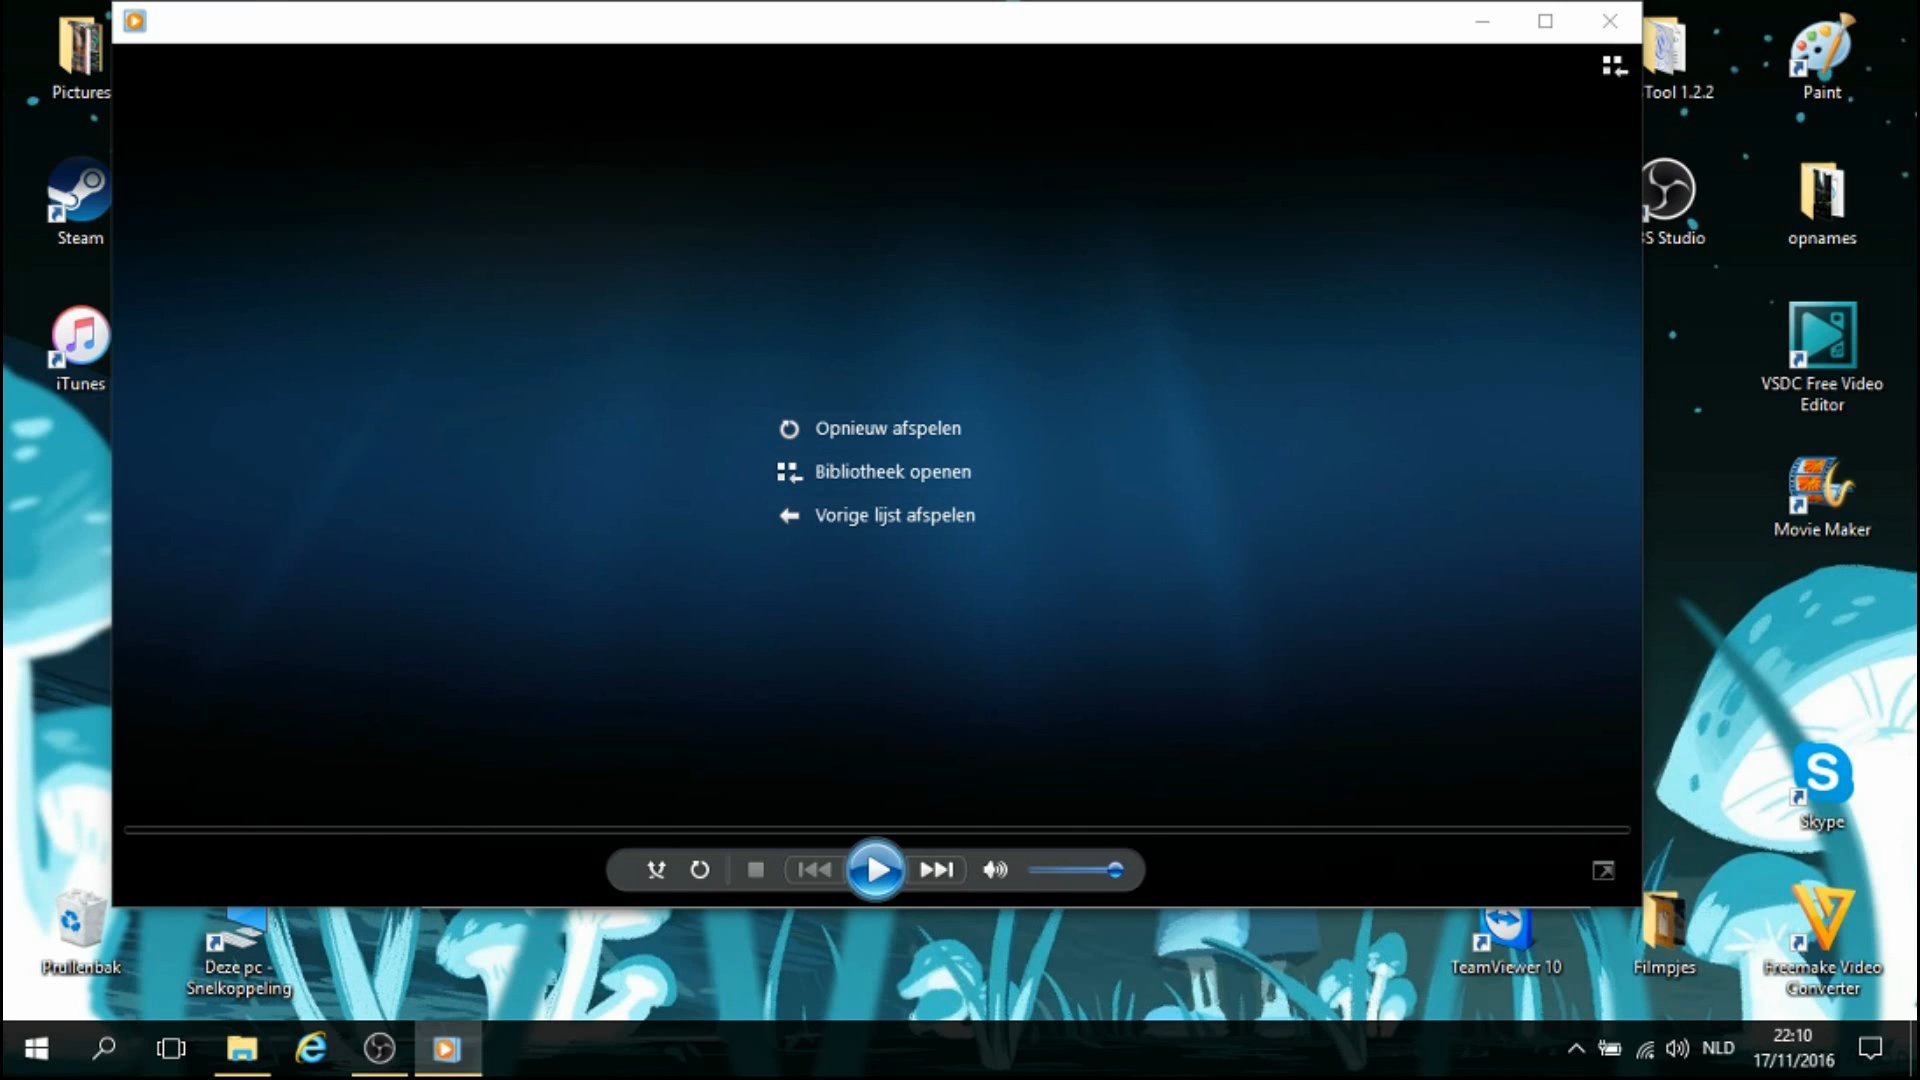 Pictures
Tool 1.2.2
Paint
Steam
S Studio
opnames
iTunes
VSDC Free Video
Editor
Opnieuw afspelen
Bibliotheek openen
Vorige lijst afspelen
Movie Maker
Skype
Prullenbak
Deze pc -
Snelkoppeling
TeamViewer 10
Filmpjes
Freemake Video
Converter
NLD
22:10
17/11/2016